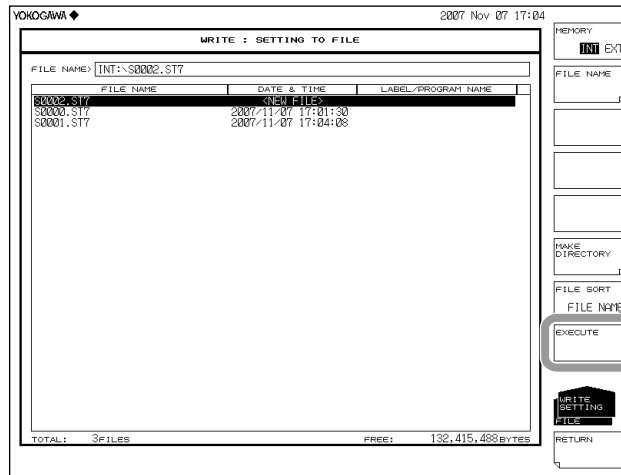 YOKOGAWA ◆
2007 Nov 07 17:04
WRITE : SETTING TO FILE
FILE NAME> INT:\S0002.ST7
FILE NAME DATE & TIME LABEL/PROGRAM NAME
S0002.ST7 <NEW FILE>
S0000.ST7 2007/11/07 17:01:30
S0001.ST7 2007/11/07 17:04:08
TOTAL: 3FILES FREE: 132,415,488BYTES
MEMORY
INT EXT
FILE NAME
MAKE
DIRECTORY
FILE SORT
FILE NAME
EXECUTE
WRITE
SETTING
FILE
RETURN